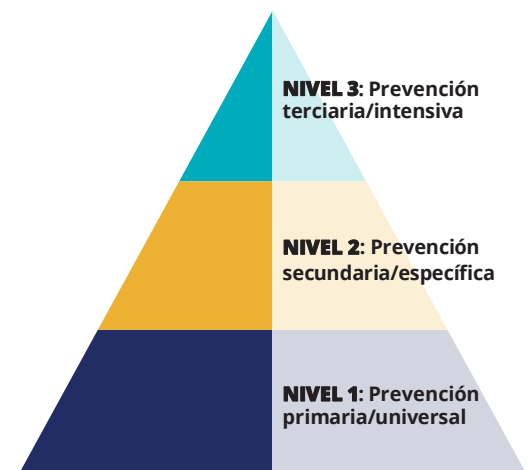 NIVEL 3: Prevención
terciaria/intensiva
NIVEL 2: Prevención
secundaria/específica
NIVEL 1: Prevención
primaria/universal